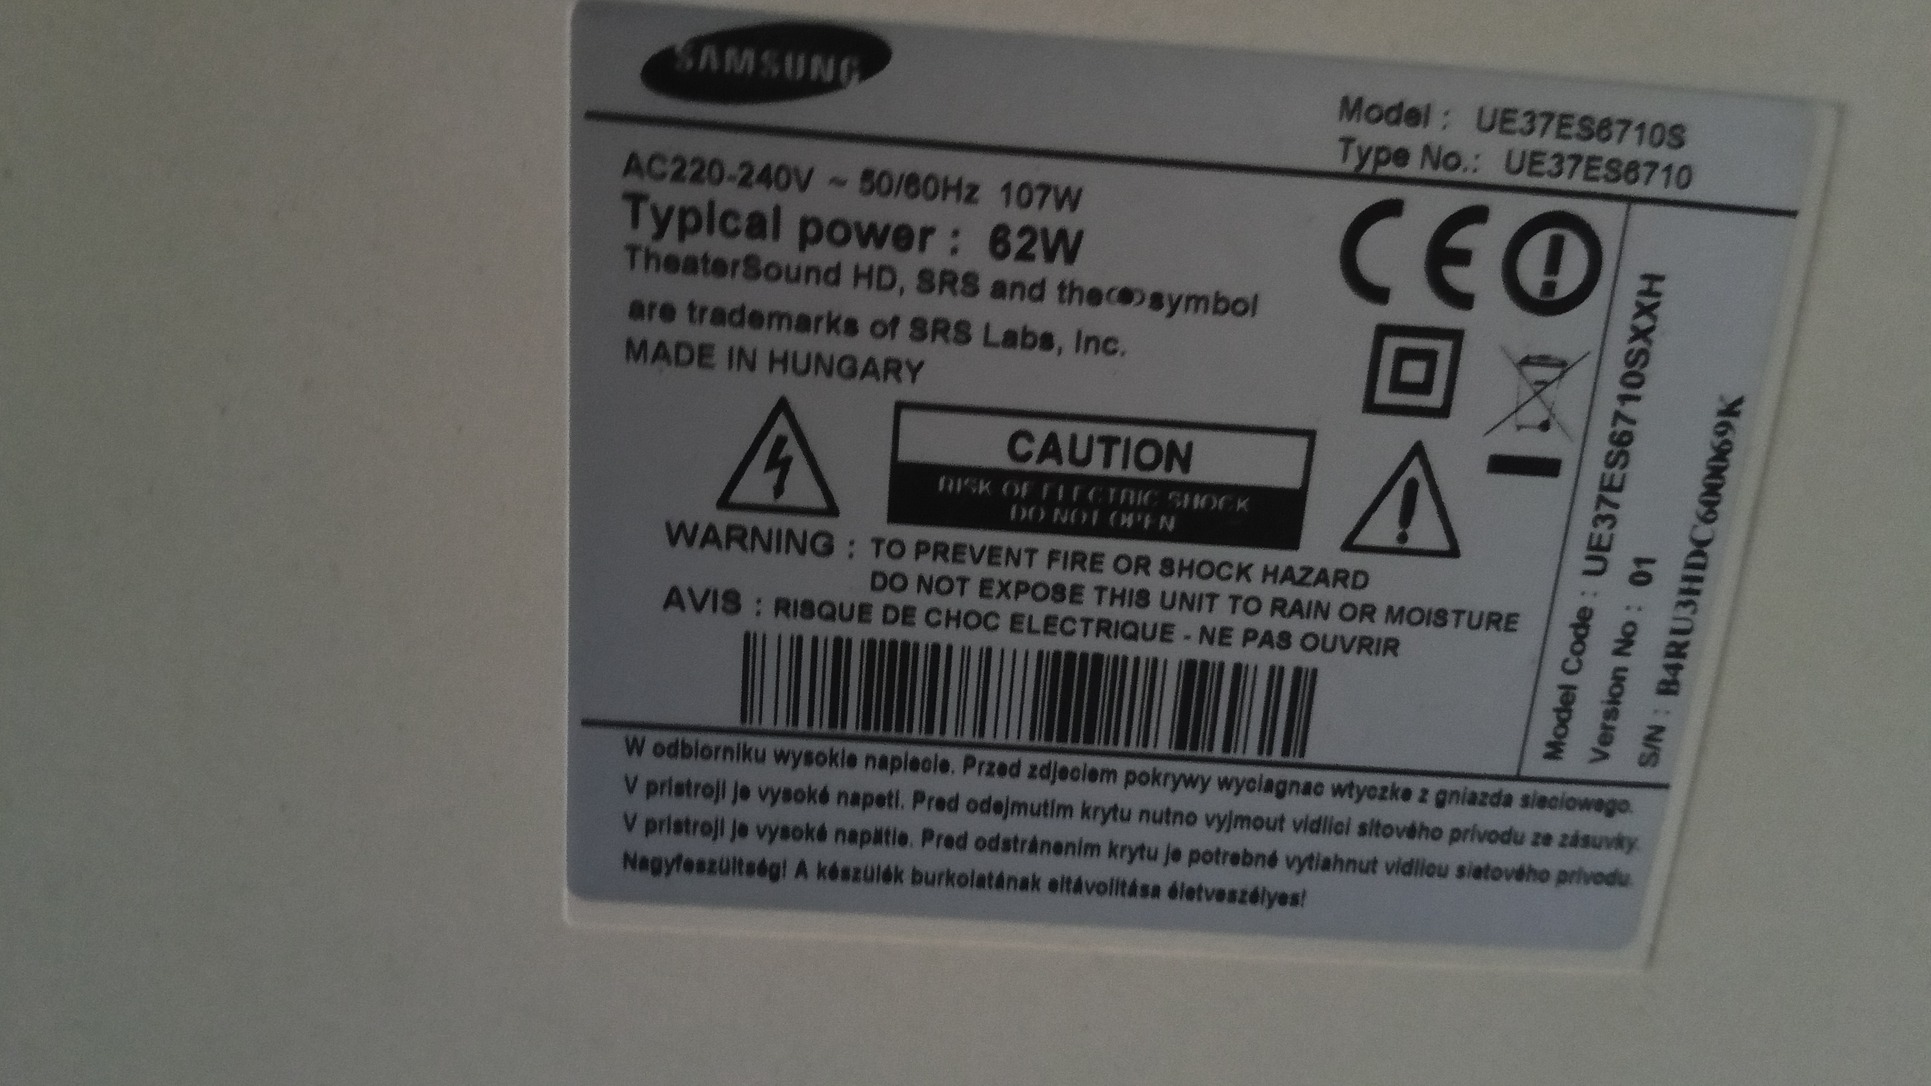 SAMSUNG
Model : UE37ES6710S
Type No.: UE37ES6710
AC220-240V ~ 50/60Hz 107W
Typical power : 62W
TheaterSound HD, SRS and the symbol
are trademarks of SRS Labs, Inc.
MADE IN HUNGARY
CE
CAUTION
RISK OF ELECTRIC SHOCK
DO NOT OPEN
WARNING : TO PREVENT FIRE OR SHOCK HAZARD
DO NOT EXPOSE THIS UNIT TO RAIN OR MOISTURE
AVIS : RISQUE DE CHOC ELECTRIQUE - NE PAS OUVRIR
W odbiorniku wysokie napiecie. Przed zdjeciem pokrywy wyciagnac wtyczke z gniazda sieciowego.
V pristroji je vysoké napeti. Pred odejmutim krytu nutno vyjmout vidlici sitového privodu ze zásuvky.
V pristroji je vysoké napätie. Pred odstránenim krytu je potrebné vytiahnut vidlicu sietového privodu.
Nagyfeszültség! A készülék burkolatának eltávolitása életveszélyes!
Model Code : UE37ES6710SXXH
Version No : 01
S/N : B4RU3HDC600069K